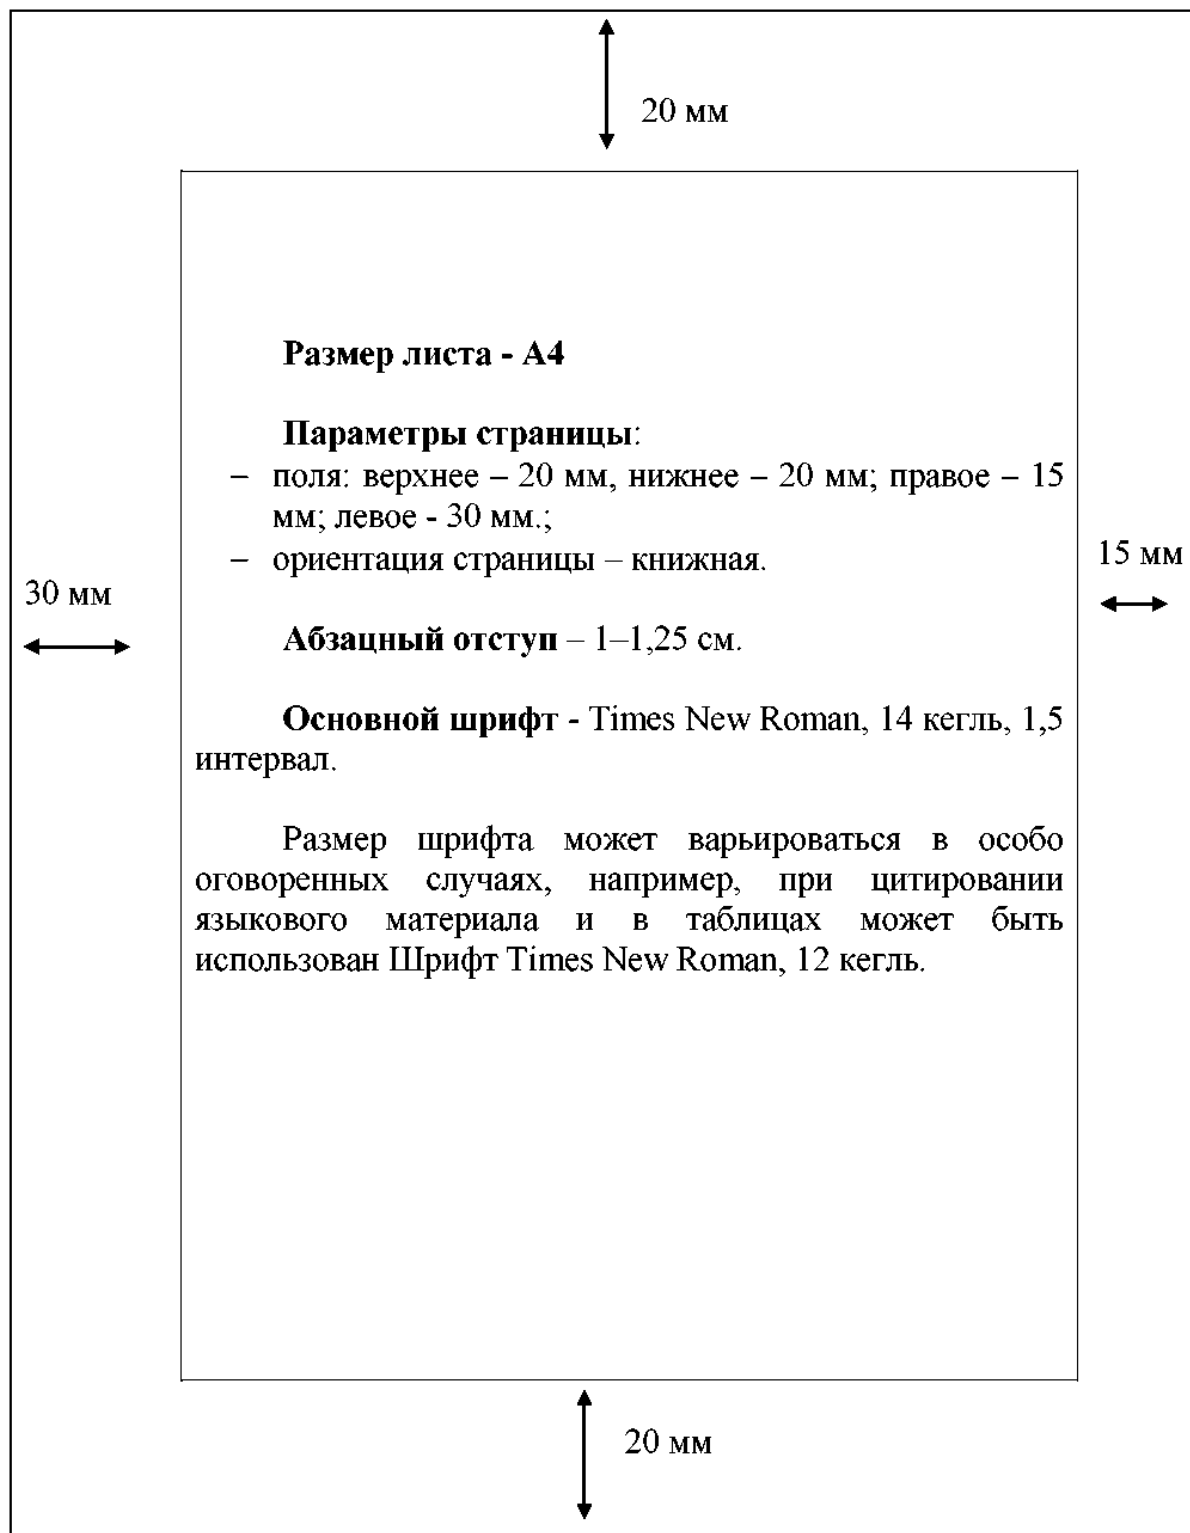 20 мм
Размер листа - А4
Параметры страницы:
– поля: верхнее – 20 мм, нижнее – 20 мм; правое – 15
мм; левое - 30 мм.;
– ориентация страницы – книжная.
15 мм
30 мм
Абзацный отступ – 1–1,25 см.
Основной шрифт - Times New Roman, 14 кегль, 1,5
интервал.
Размер шрифта может варьироваться в особо
оговоренных случаях, например, при цитировании
языкового материала и в таблицах может быть
использован Шрифт Times New Roman, 12 кегль.
20 мм